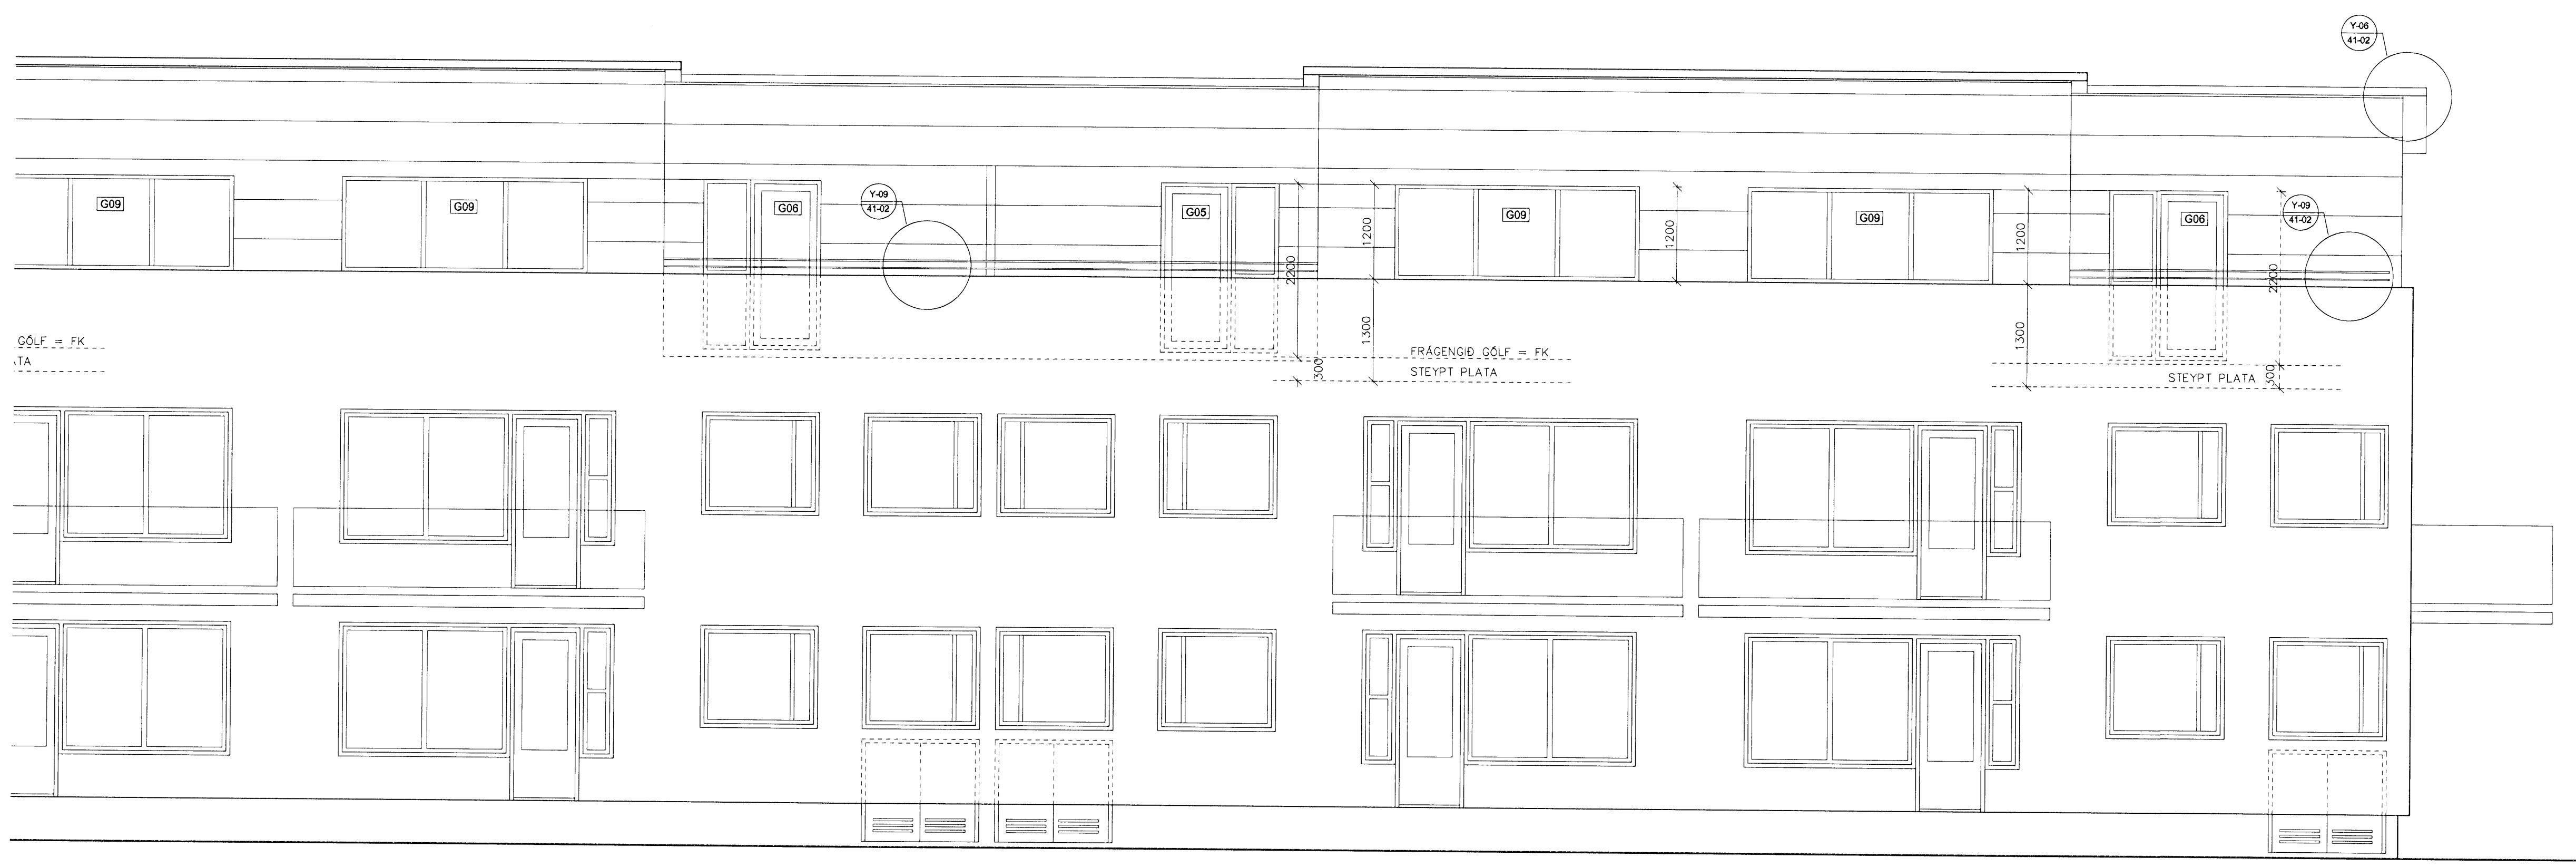 Y-06
41-02
G09
G09
G06
Y-09
41-02
G05
2200
1200
G09
1200
G09
1200
G06
2200
Y-09
41-02
1300
1300
GÓLF = FK
FRÁGENGIÐ GÓLF = FK
300
STEYPT PLATA
STEYPT PLATA
300